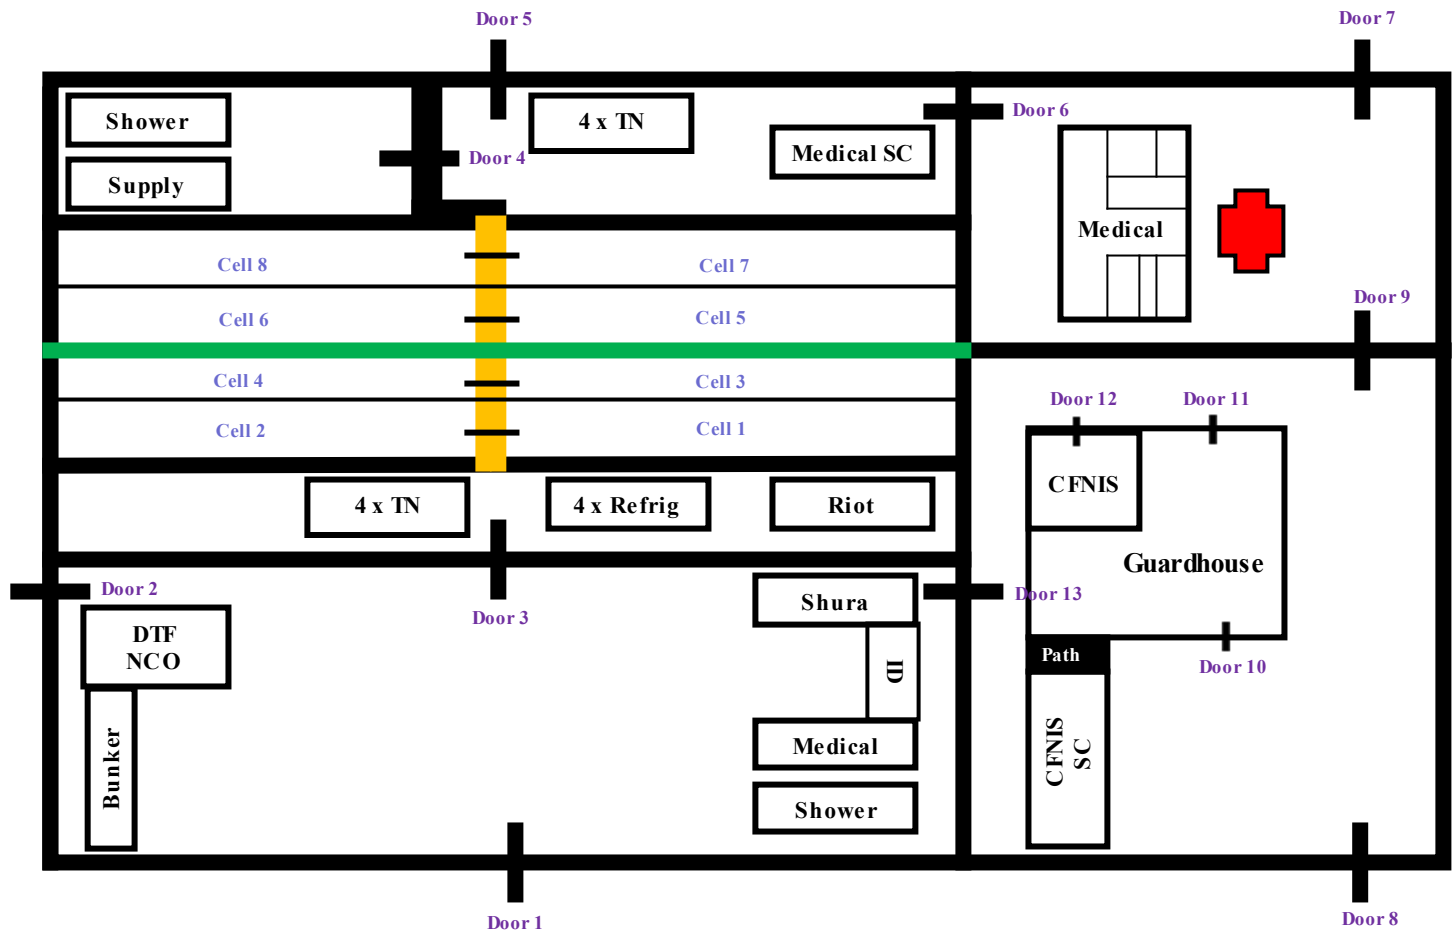 Door 5
Door 7
Shower
4 x TN
Door 6
Door 4
Medical SC
Supply
Medical
Cell 8
Cell 7
Door 9
Cell 6
Cell 5
Cell 4
Cell 3
Door 12
Door 11
Cell 2
Cell 1
CFNIS
4 x TN
4 x Refrig
Riot
Guardhouse
Door 2
Door 3
Shura
Door 13
DTF
NCO
ID
Path
Door 10
Bunker
Medical
CFNIS
SC
Shower
Door 1
Door 8